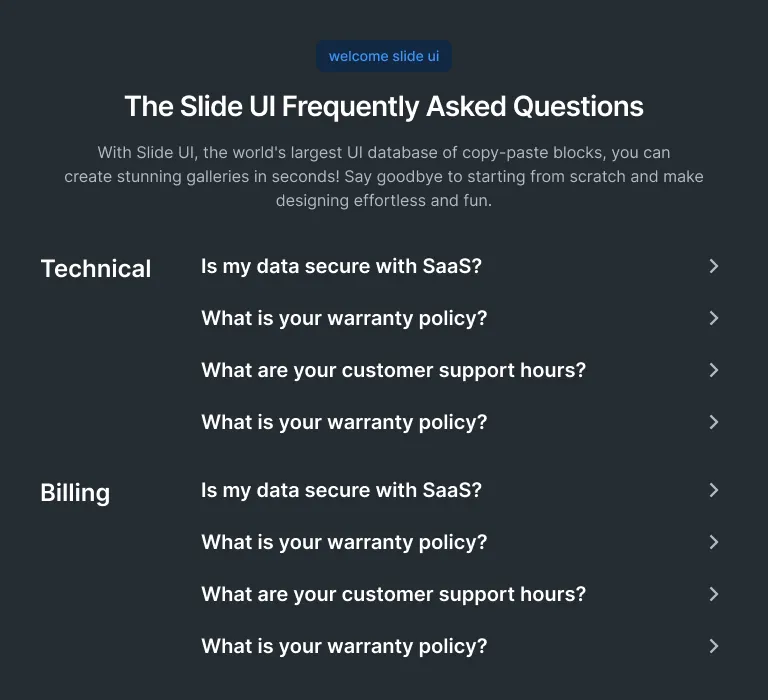 welcome slide ui
The Slide UI Frequently Asked Questions
With Slide UI, the world's largest UI database of copy-paste blocks, you can
create stunning galleries in seconds! Say goodbye to starting from scratch and make
designing effortless and fun.
Technical
Is my data secure with SaaS?
What is your warranty policy?
What are your customer support hours?
What is your warranty policy?
Billing
Is my data secure with SaaS?
What is your warranty policy?
What are your customer support hours?
What is your warranty policy?